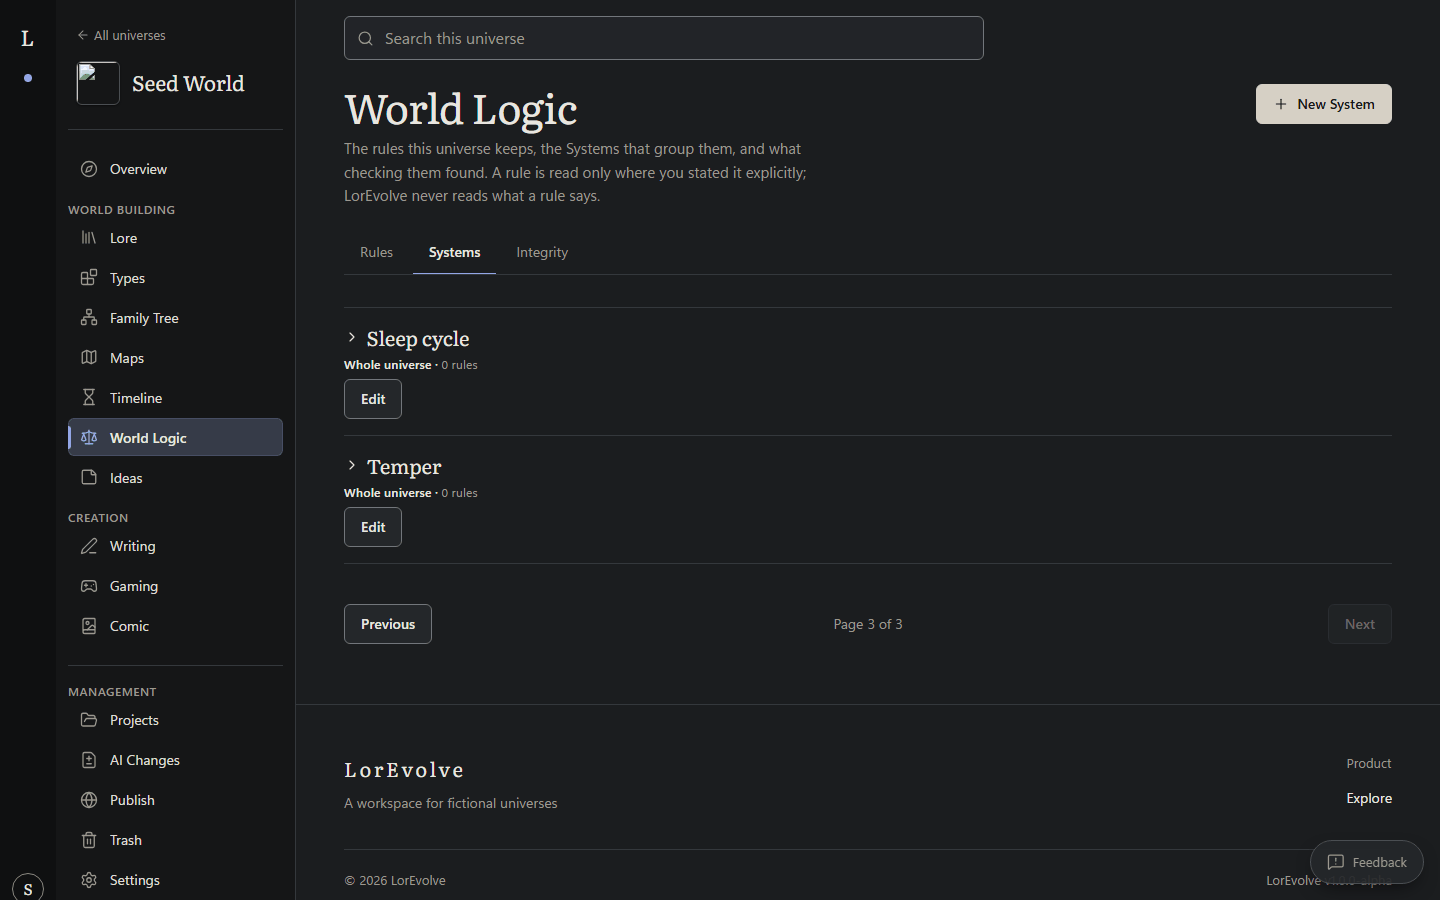 L
← All universes
Seed World
Overview
WORLD BUILDING
Lore
Types
Family Tree
Maps
Timeline
World Logic
Ideas
CREATION
Writing
Gaming
Comic
MANAGEMENT
Projects
AI Changes
Publish
Trash
Settings
S
Search this universe
World Logic
+ New System
The rules this universe keeps, the Systems that group them, and what
checking them found. A rule is read only where you stated it explicitly;
LorEvolve never reads what a rule says.
Rules Systems Integrity
Sleep cycle
Whole universe · 0 rules
Edit
Temper
Whole universe · 0 rules
Edit
Previous Page 3 of 3 Next
LorEvolve
A workspace for fictional universes
Product
Explore
Feedback
© 2026 LorEvolve
LorEvolve v1.0.0-alpha